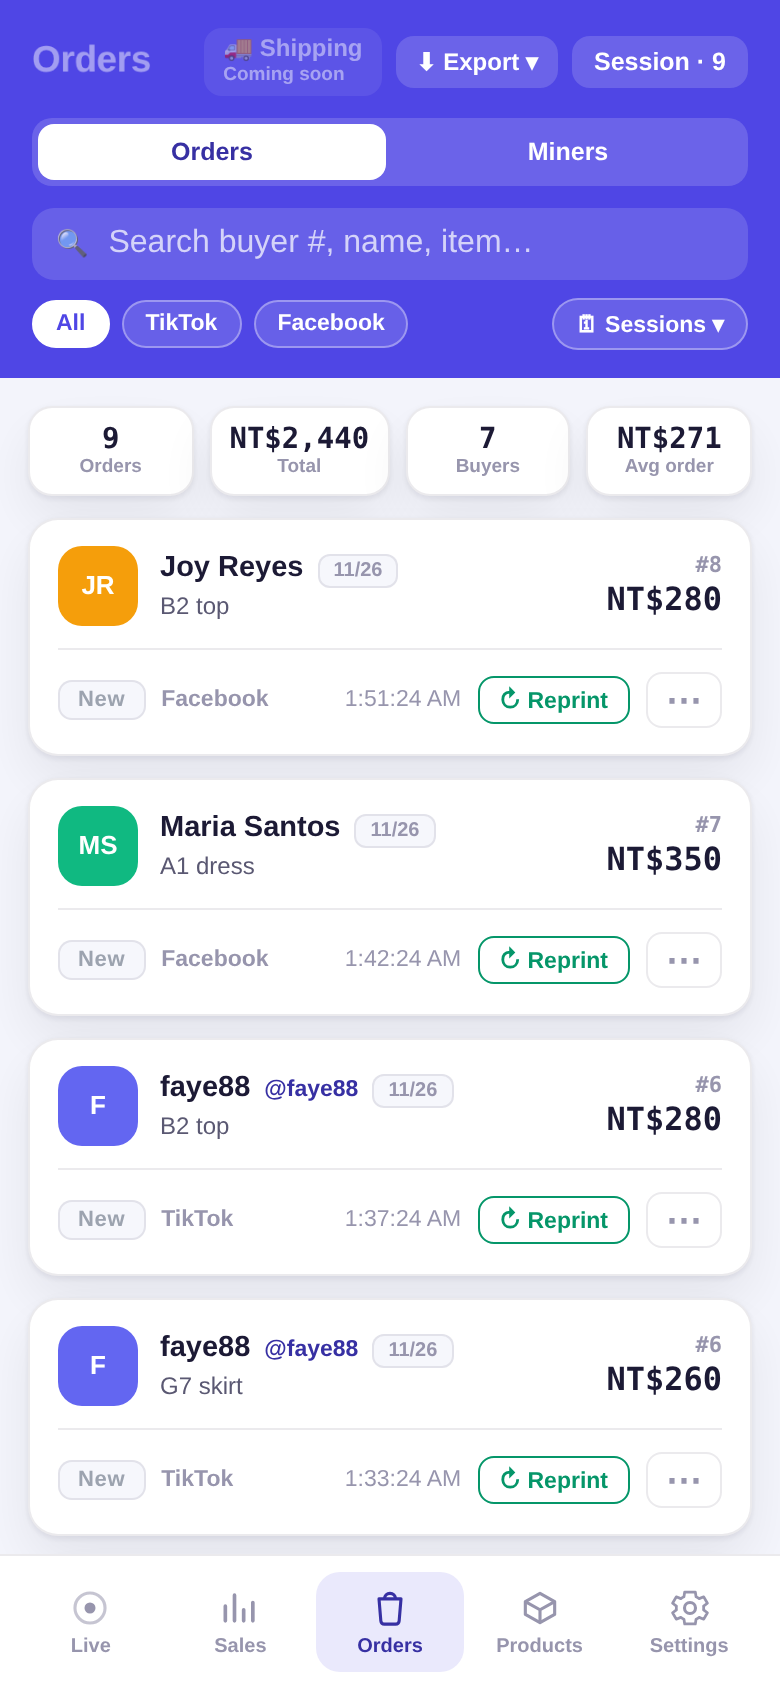 Orders
🚚 Shipping
Coming soon
⬇ Export ▾
Session · 9
Orders
Miners
🔍 Search buyer #, name, item…
All
TikTok
Facebook
🗓 Sessions ▾
9
Orders
NT$2,440
Total
7
Buyers
NT$271
Avg order
JR
Joy Reyes 11/26
B2 top
#8
NT$280
New Facebook 1:51:24 AM ↻ Reprint ⋯
MS
Maria Santos 11/26
A1 dress
#7
NT$350
New Facebook 1:42:24 AM ↻ Reprint ⋯
F
faye88 @faye88 11/26
B2 top
#6
NT$280
New TikTok 1:37:24 AM ↻ Reprint ⋯
F
faye88 @faye88 11/26
G7 skirt
#6
NT$260
New TikTok 1:33:24 AM ↻ Reprint ⋯
Live
Sales
Orders
Products
Settings